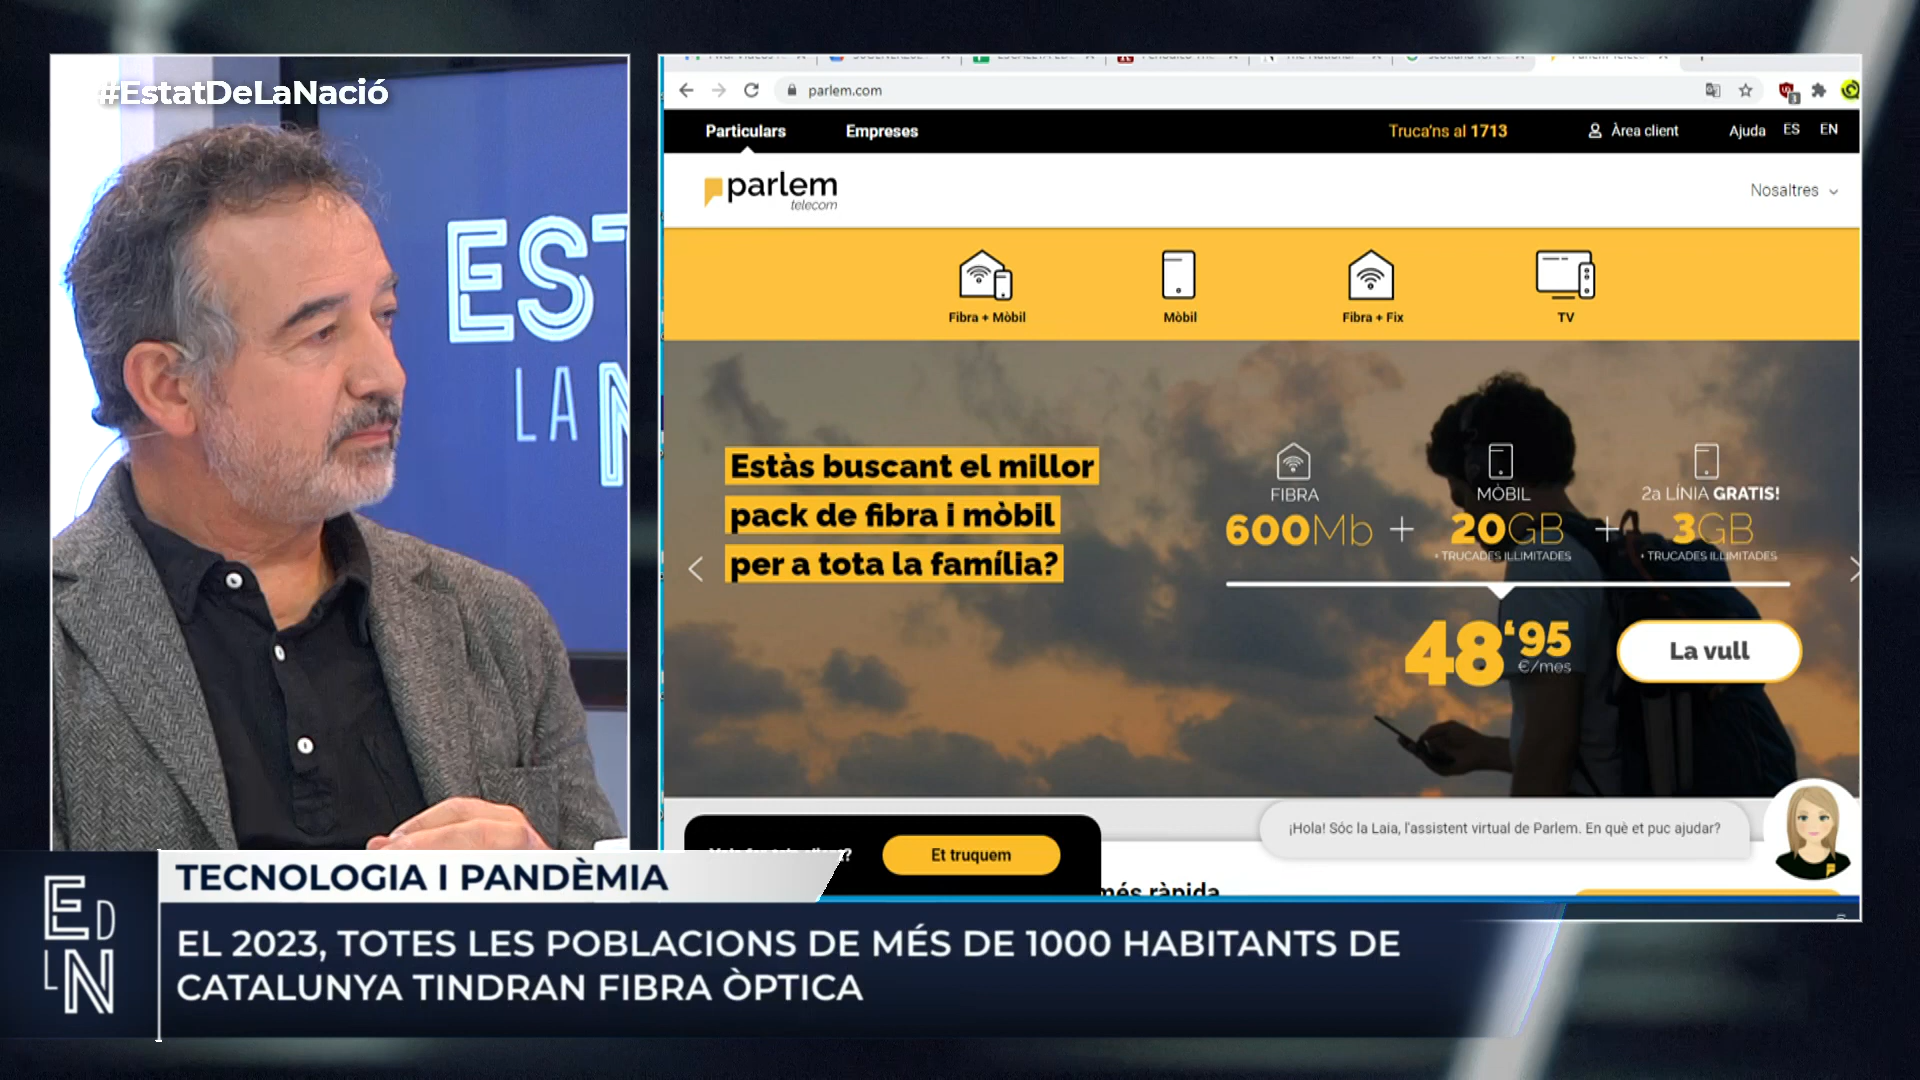 #EstatDeLaNació
EST
LA N
parlem.com
Particulars
Empreses
Truca'ns al 1713
Àrea client
Ajuda
ES
EN
parlem
telecom
Nosaltres
Fibra + Mòbil
Mòbil
Fibra + Fix
TV
Estàs buscant el millor
pack de fibra i mòbil
per a tota la família?
FIBRA
600Mb
+
MÒBIL
20GB
• TRUCADES IL·LIMITADES
+
2a LÍNIA GRATIS!
3GB
• TRUCADES IL·LIMITADES
48'95
€/mes
La vull
¡Hola! Sóc la Laia, l'assistent virtual de Parlem. En què et puc ajudar?
Et truquem
més ràpida
EDLN
TECNOLOGIA I PANDÈMIA
EL 2023, TOTES LES POBLACIONS DE MÉS DE 1000 HABITANTS DE
CATALUNYA TINDRAN FIBRA ÒPTICA